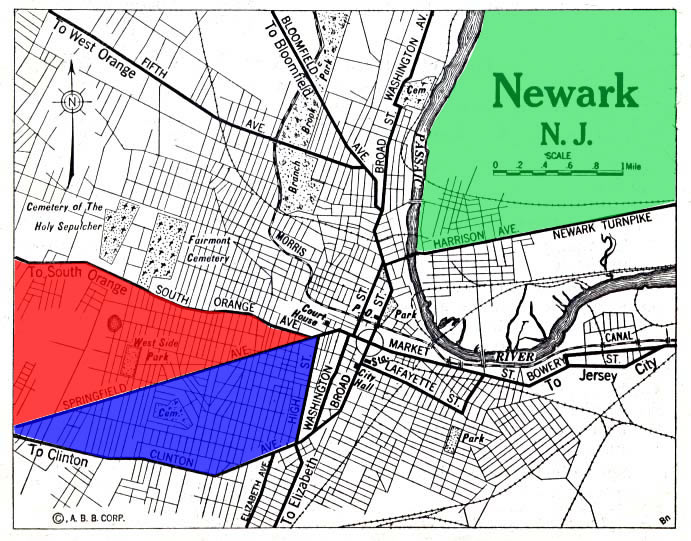 To West Orange
FIFTH
AVE.
BLOOMFIELD
To Bloomfield
AVE.
Park
Brook
Branch
WASHINGTON AV.
Cem.
BROAD ST.
PASSAIC
Newark
N. J.
SCALE
0 .2 .4 .6 .8 1 Mile
N
Cemetery of The
Holy Sepulcher
Fairmont
Cemetery
MORRIS
HARRISON AVE.
NEWARK TURNPIKE
To South Orange
SOUTH ORANGE AVE.
Court
House
P. O.
ST.
ST.
Park
West Side
Park
MARKET ST.
RIVER
CANAL ST.
BOWERY
To Jersey City
SPRINGFIELD AVE.
HIGH ST.
WASHINGTON
BROAD
Sta.
City
Hall
LAFAYETTE ST.
Cem.
Park
To Clinton
CLINTON AVE.
ELIZABETH AVE.
To Elizabeth
©, A. B. B. CORP.
Bn